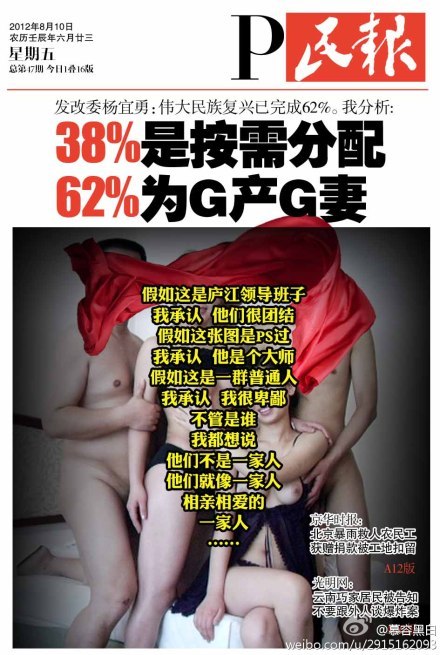 2012年8月10日
农历壬辰年六月廿三
星期五
总第47期 今日1叠16版
P民報
发改委杨宜勇：伟大民族复兴已完成62%。我分析：
38%是按需分配
62%为G产G妻
假如这是庐江领导班子
我承认 他们很团结
假如这张图是PS过
我承认 他是个大师
假如这是一群普通人
我承认 我很卑鄙
不管是谁
我都想说
他们不是一家人
他们就像一家人
相亲相爱的
一家人
……
京华时报：
北京暴雨救人农民工
获赠捐款被工地扣留
A12版
光明网：
云南巧家居民被告知
不要跟外人谈爆炸案
@慕容黑白
weibo.com/u/2915162093